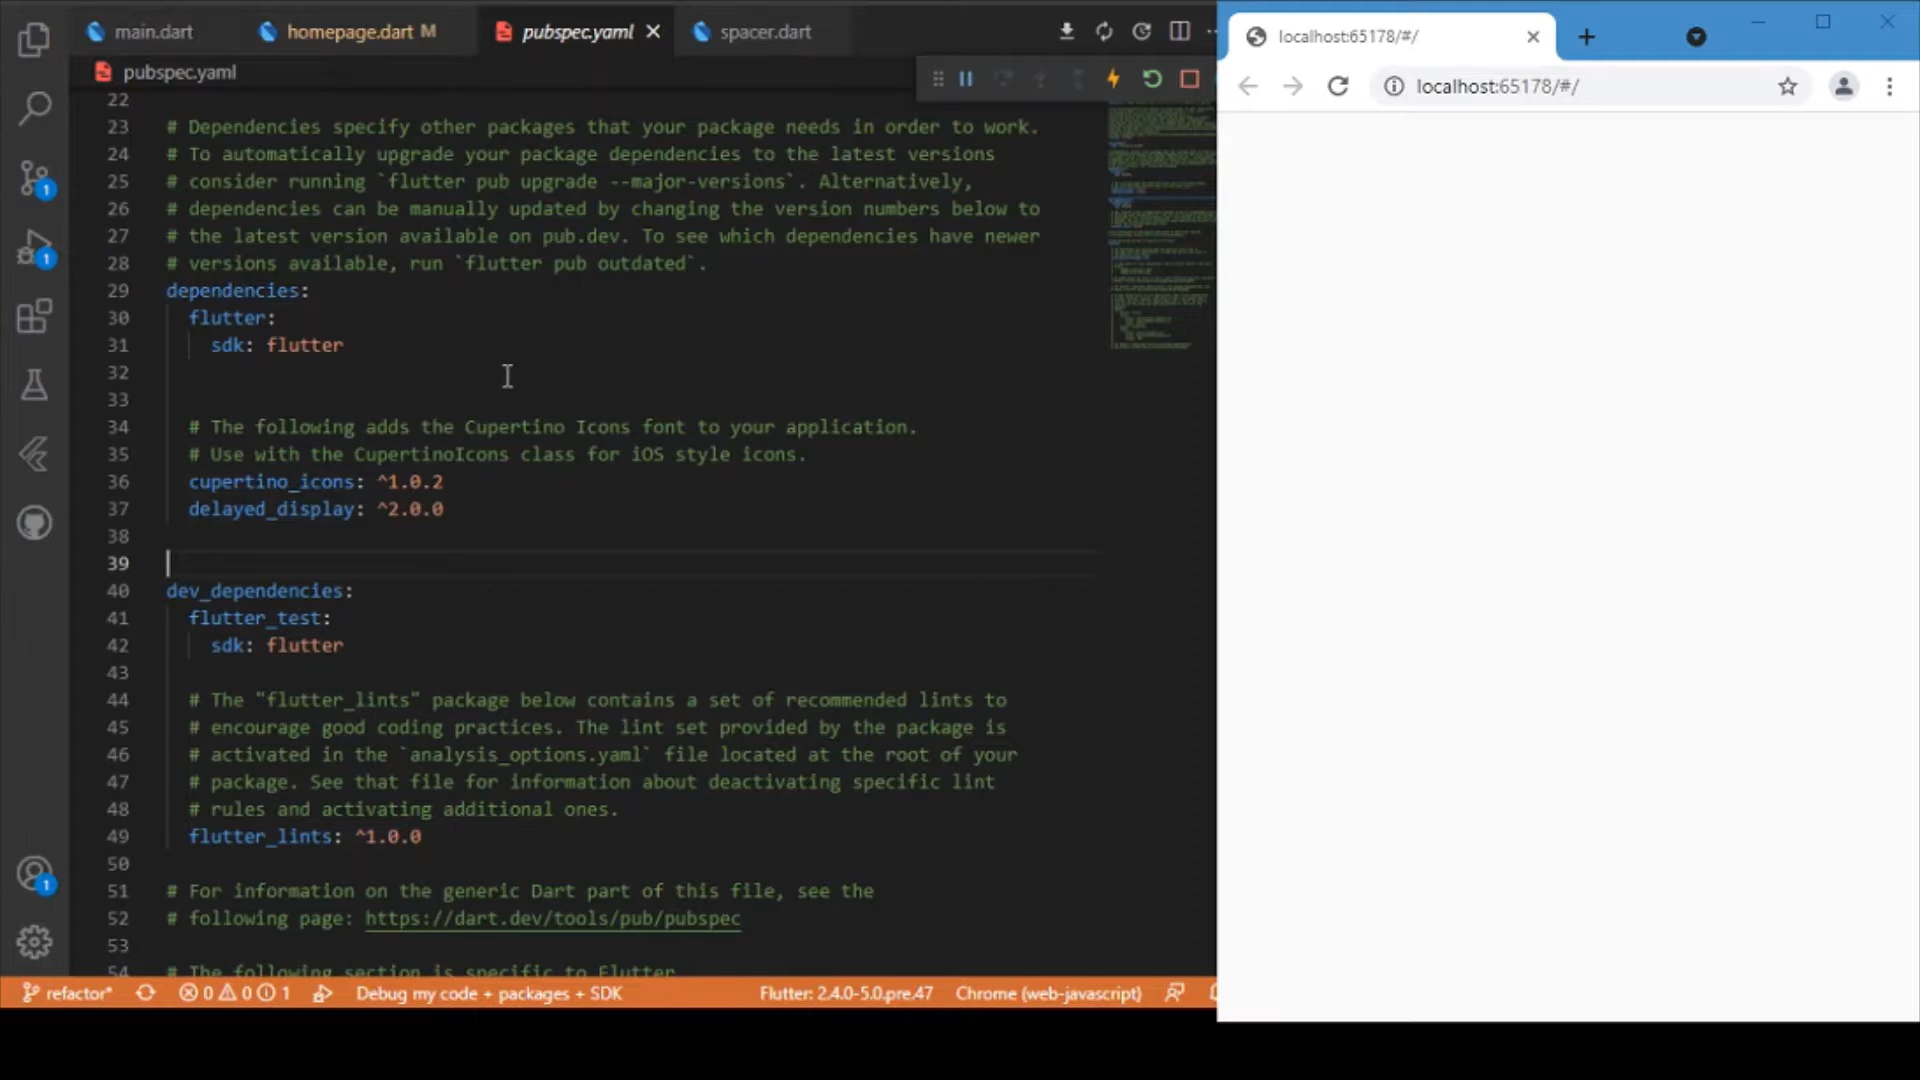 main.dart
homepage.dart M
pubspec.yaml
spacer.dart
pubspec.yaml
22
23 # Dependencies specify other packages that your package needs in order to work.
24 # To automatically upgrade your package dependencies to the latest versions
25 # consider running `flutter pub upgrade --major-versions`. Alternatively,
26 # dependencies can be manually updated by changing the version numbers below to
27 # the latest version available on pub.dev. To see which dependencies have newer
28 # versions available, run `flutter pub outdated`.
29 dependencies:
30 flutter:
31 sdk: flutter
32
33
34 # The following adds the Cupertino Icons font to your application.
35 # Use with the CupertinoIcons class for iOS style icons.
36 cupertino_icons: ^1.0.2
37 delayed_display: ^2.0.0
38
39
40 dev_dependencies:
41 flutter_test:
42 sdk: flutter
43
44 # The "flutter_lints" package below contains a set of recommended lints to
45 # encourage good coding practices. The lint set provided by the package is
46 # activated in the `analysis_options.yaml` file located at the root of your
47 # package. See that file for information about deactivating specific lint
48 # rules and activating additional ones.
49 flutter_lints: ^1.0.0
50
51 # For information on the generic Dart part of this file, see the
52 # following page: https://dart.dev/tools/pub/pubspec
53
54 # The following section is specific to Flutter
1
1
1
refactor* 0 0 1 Debug my code + packages + SDK Flutter: 2.4.0-5.0.pre.47 Chrome (web-javascript)
localhost:65178/#/
localhost:65178/#/